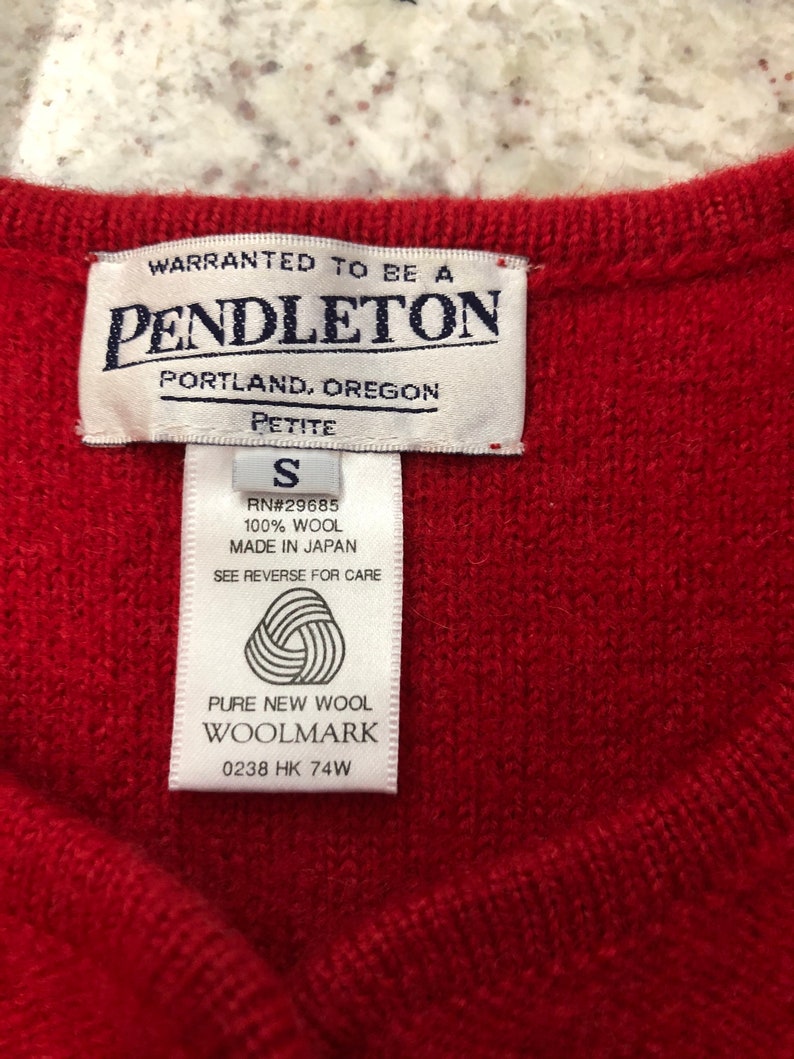 WARRANTED TO BE A
PENDLETON
PORTLAND, OREGON
PETITE
S
RN#29685
100% WOOL
MADE IN JAPAN
SEE REVERSE FOR CARE
PURE NEW WOOL
WOOLMARK
0238 HK 74W